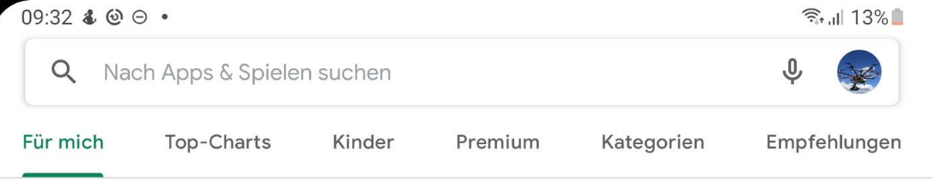 09:32 13%
Nach Apps & Spielen suchen
Für mich Top-Charts Kinder Premium Kategorien Empfehlungen